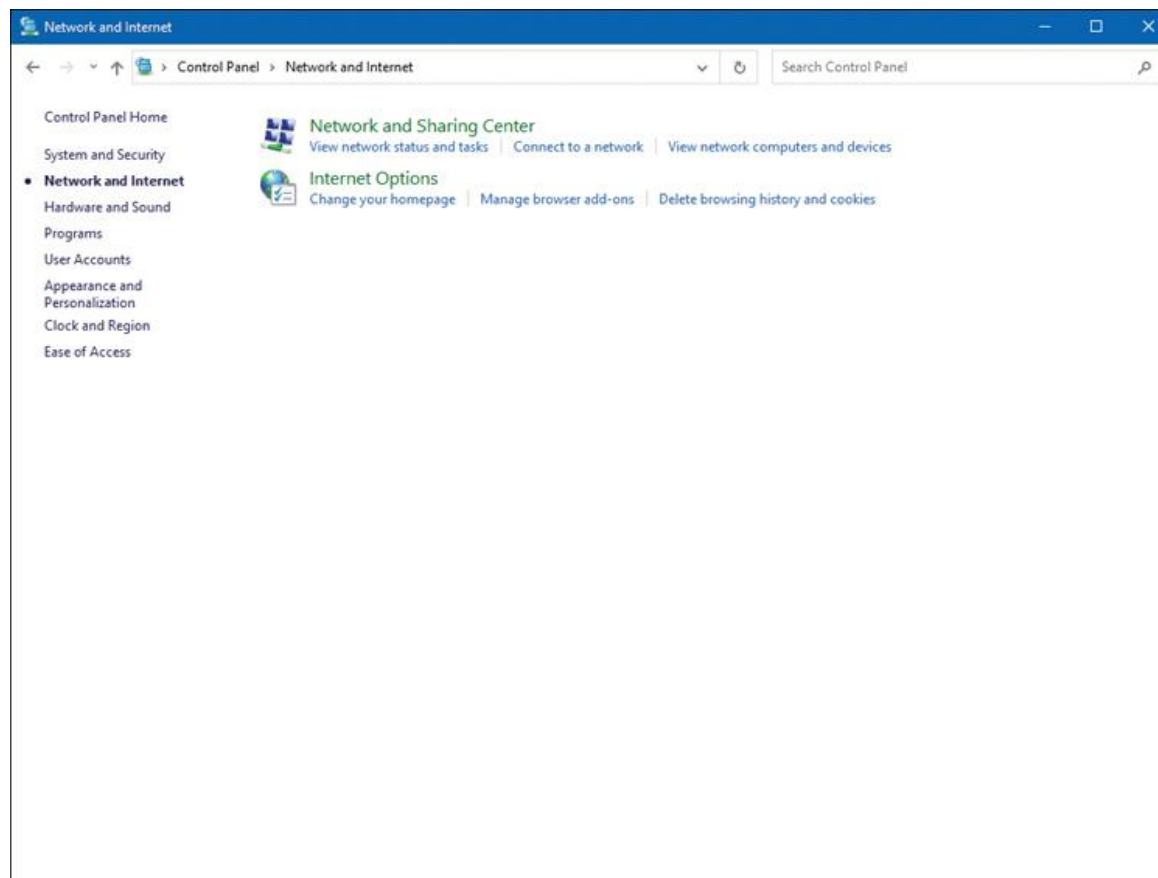 Network and Internet
Control Panel > Network and Internet
Search Control Panel
Control Panel Home
System and Security
Network and Internet
Hardware and Sound
Programs
User Accounts
Appearance and
Personalization
Clock and Region
Ease of Access
Network and Sharing Center
View network status and tasks | Connect to a network | View network computers and devices
Internet Options
Change your homepage | Manage browser add-ons | Delete browsing history and cookies